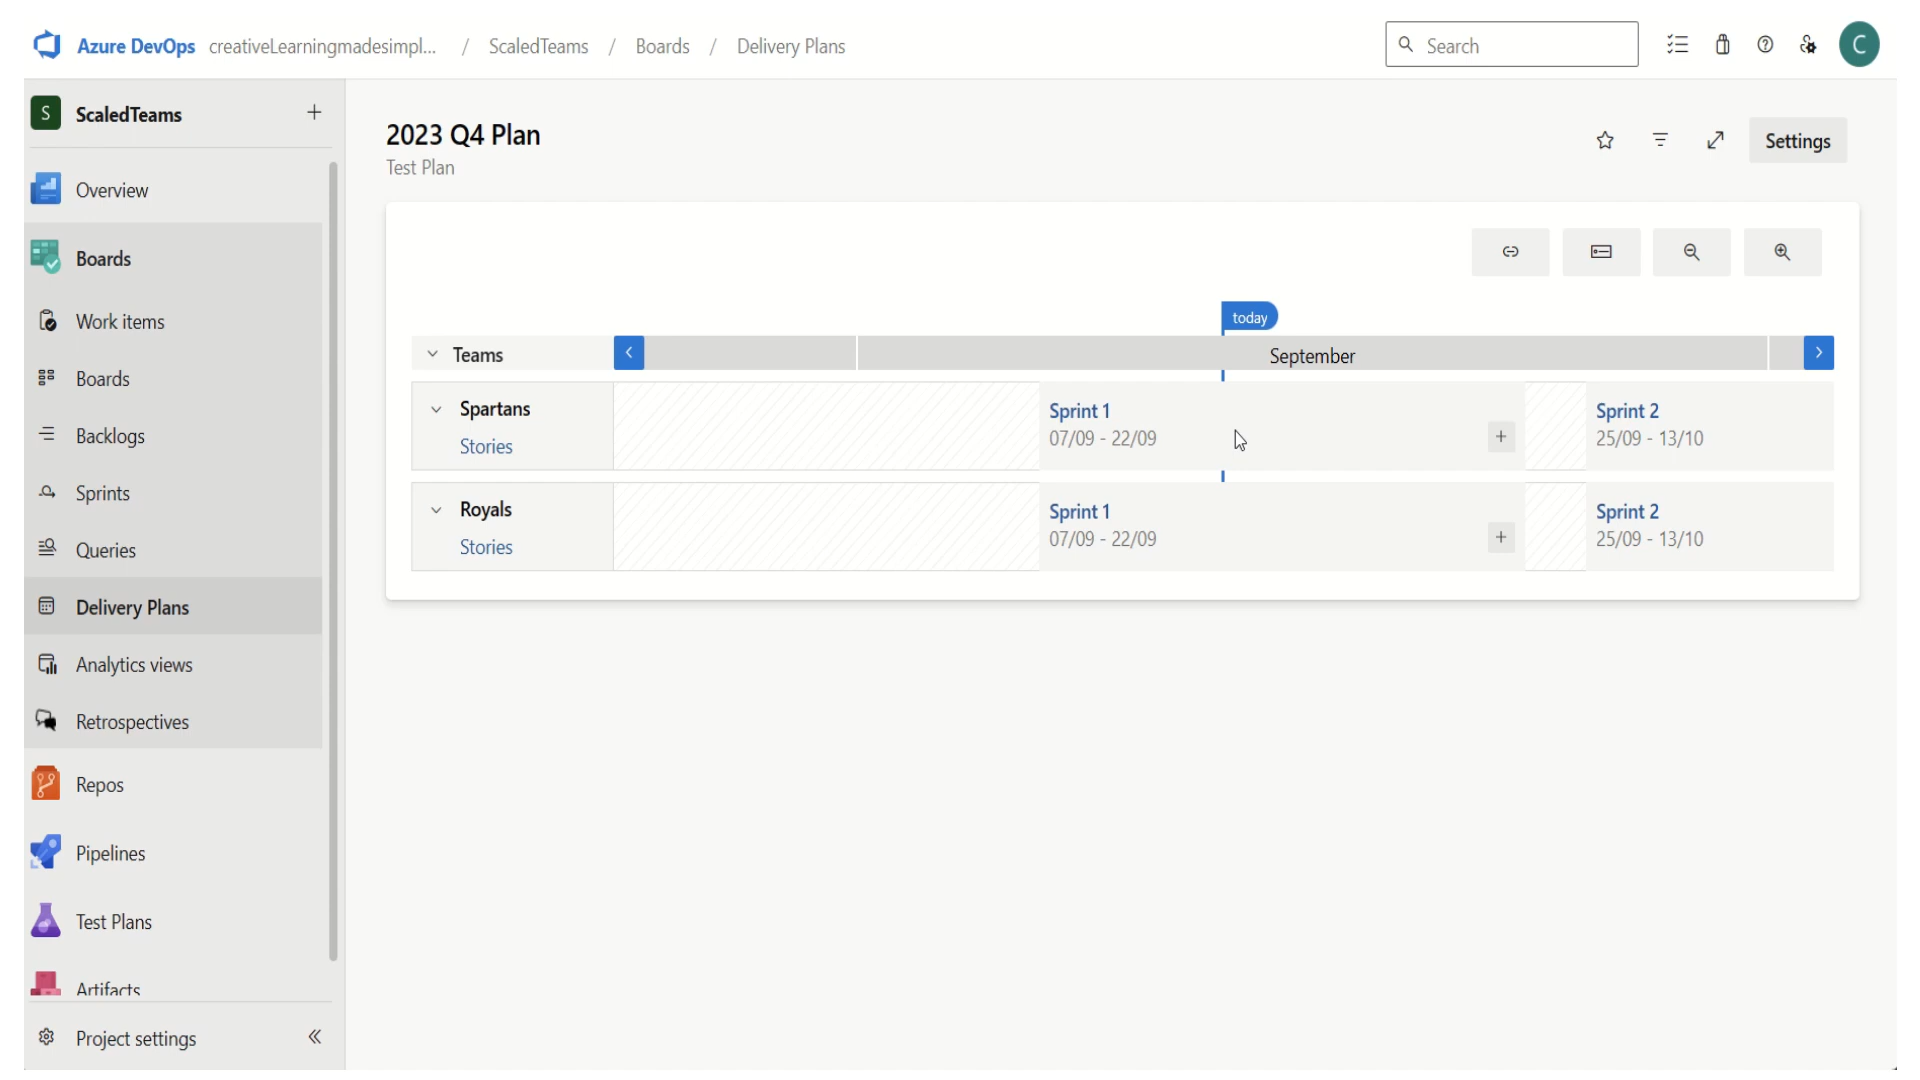 Azure DevOps creativeLearningmadesimpl... / ScaledTeams / Boards / Delivery Plans
Search
C
S ScaledTeams
2023 Q4 Plan
Settings
Test Plan
Overview
Boards
today
Work items
Teams
September
Boards
Spartans
Sprint 1
Sprint 2
Stories
07/09 - 22/09
25/09 - 13/10
Backlogs
Sprints
Royals
Sprint 1
Sprint 2
Stories
07/09 - 22/09
25/09 - 13/10
Queries
Delivery Plans
Analytics views
Retrospectives
Repos
Pipelines
Test Plans
Artifacts
Project settings